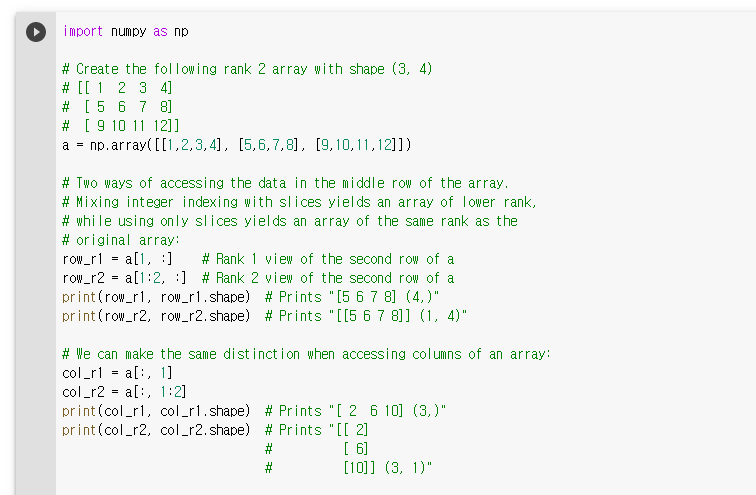 import numpy as np
# Create the following rank 2 array with shape (3, 4)
# [[ 1  2  3  4]
#  [ 5  6  7  8]
#  [ 9 10 11 12]]
a = np.array([[1,2,3,4], [5,6,7,8], [9,10,11,12]])
# Two ways of accessing the data in the middle row of the array.
# Mixing integer indexing with slices yields an array of lower rank,
# while using only slices yields an array of the same rank as the
# original array:
row_r1 = a[1, :]    # Rank 1 view of the second row of a
row_r2 = a[1:2, :]  # Rank 2 view of the second row of a
print(row_r1, row_r1.shape)  # Prints "[5 6 7 8] (4,)"
print(row_r2, row_r2.shape)  # Prints "[[5 6 7 8]] (1, 4)"
# We can make the same distinction when accessing columns of an array:
col_r1 = a[:, 1]
col_r2 = a[:, 1:2]
print(col_r1, col_r1.shape)  # Prints "[ 2  6 10] (3,)"
print(col_r2, col_r2.shape)  # Prints "[[ 2]
                             #          [ 6]
                             #          [10]] (3, 1)"